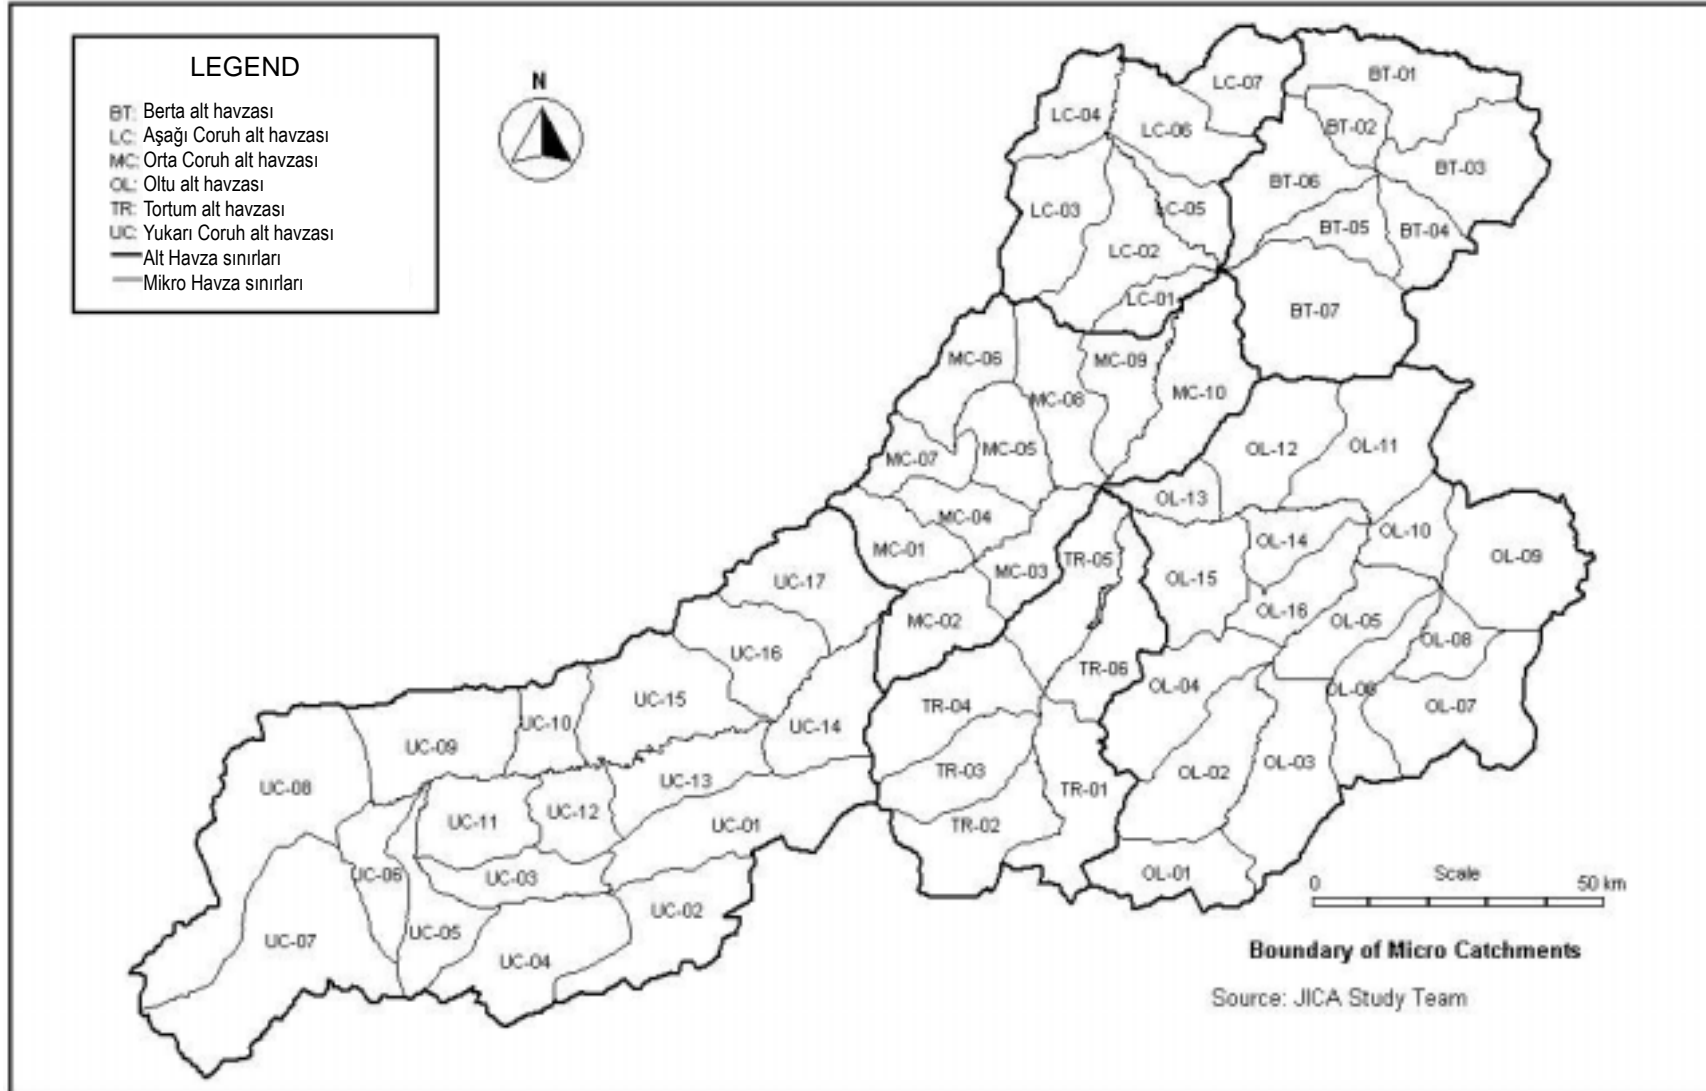 LEGEND
BT: Berta alt havzası
LC: Aşağı Coruh alt havzası
MC: Orta Coruh alt havzası
OL: Oltu alt havzası
TR: Tortum alt havzası
UC: Yukarı Coruh alt havzası
Alt Havza sınırları
Mikro Havza sınırları
N
LC-07
BT-01
LC-04
LC-06
BT-02
BT-03
BT-06
LC-03
LC-05
BT-05
BT-04
LC-02
LC-01
BT-07
MC-06
MC-09
MC-08
MC-10
MC-05
MC-07
OL-12
OL-11
OL-13
MC-04
OL-14
OL-10
MC-01
MC-03
TR-05
OL-09
UC-17
OL-15
OL-16
MC-02
OL-05
OL-08
UC-16
TR-06
OL-04
OL-06
UC-15
TR-04
OL-07
UC-10
UC-14
UC-09
OL-03
TR-03
OL-02
UC-13
UC-08
TR-01
UC-12
UC-11
UC-01
TR-02
UC-06
UC-03
OL-01
UC-02
UC-05
UC-07
UC-04
0 Scale 50 km
Boundary of Micro Catchments
Source: JICA Study Team